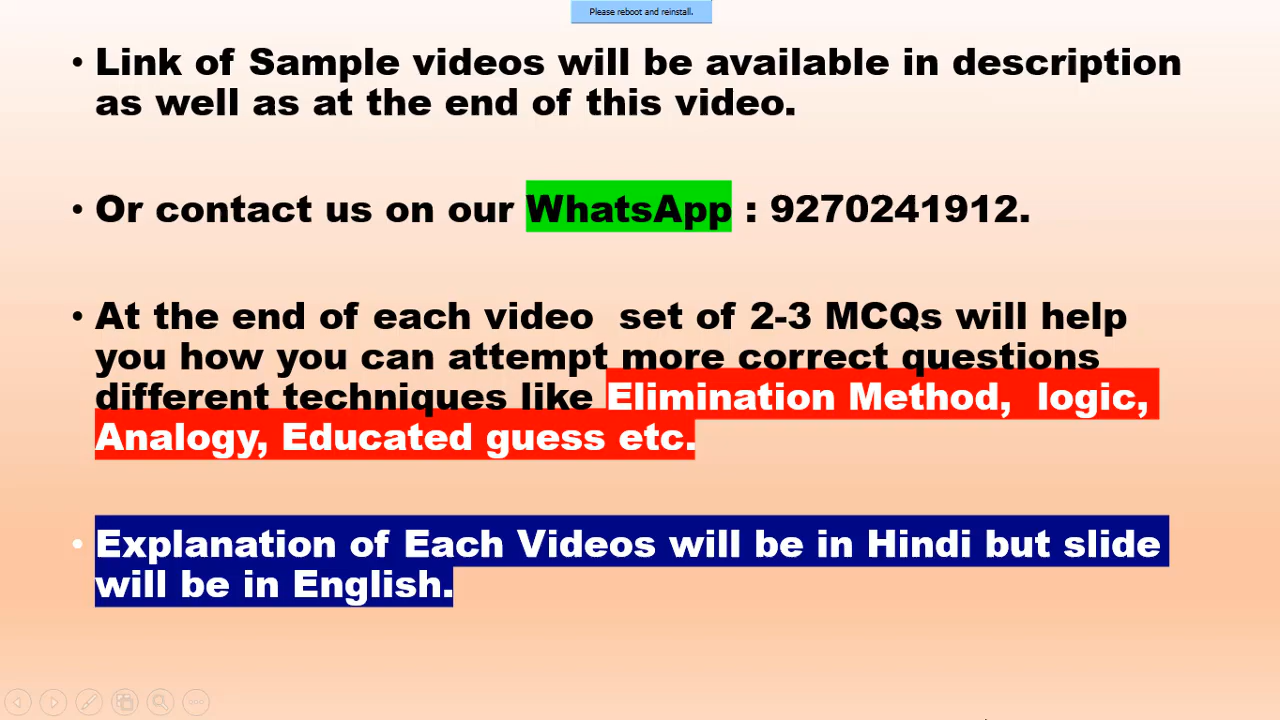 Please reboot and reinstall.
• Link of Sample videos will be available in description
as well as at the end of this video.
• Or contact us on our WhatsApp : 9270241912.
• At the end of each video  set of 2-3 MCQs will help
you how you can attempt more correct questions
different techniques like Elimination Method,  logic,
Analogy, Educated guess etc.
• Explanation of Each Videos will be in Hindi but slide
will be in English.